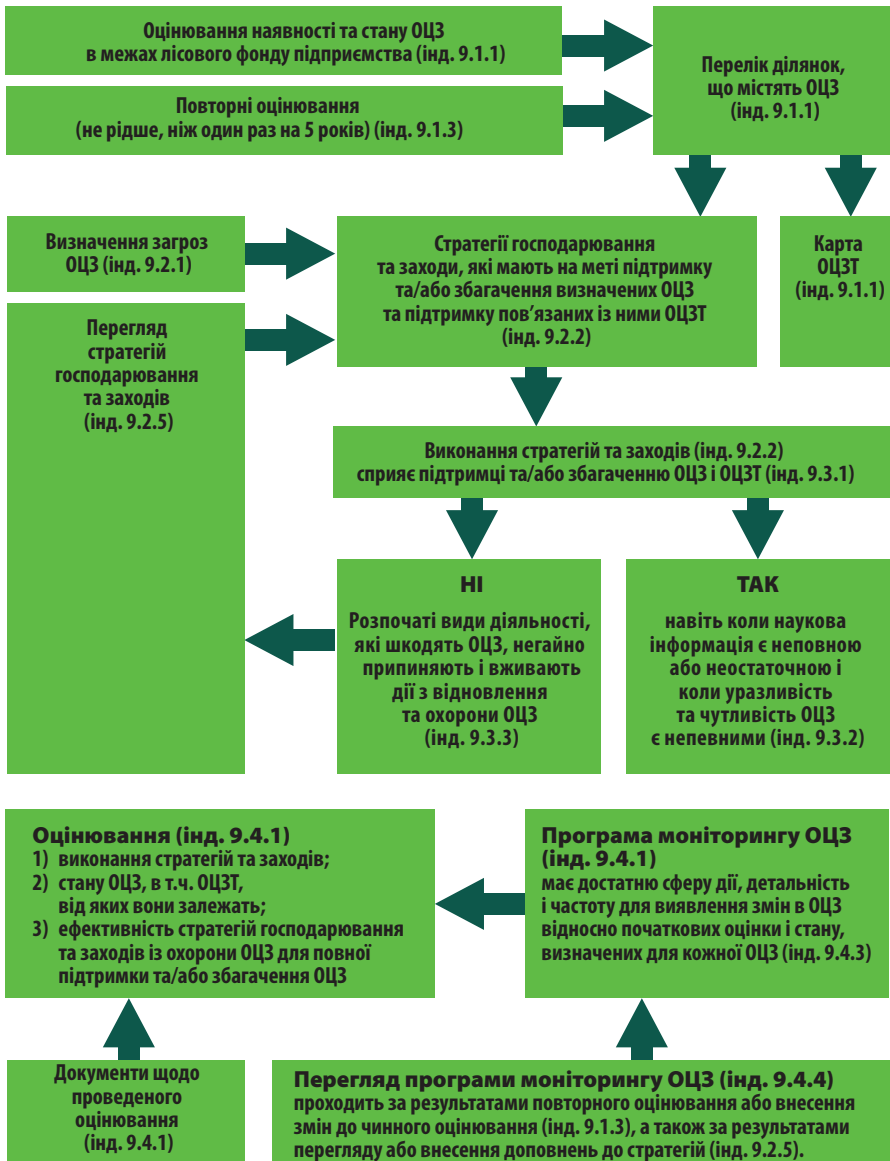 Оцінювання наявності та стану ОЦЗ
в межах лісового фонду підприємства (інд. 9.1.1)
Повторні оцінювання
(не рідше, ніж один раз на 5 років) (інд. 9.1.3)
Перелік ділянок,
що містять ОЦЗ
(інд. 9.1.1)
Визначення загроз
ОЦЗ (інд. 9.2.1)
Стратегії господарювання
та заходи, які мають на меті підтримку
та/або збагачення визначених ОЦЗ
та підтримку пов’язаних із ними ОЦЗТ
(інд. 9.2.2)
Карта
ОЦЗТ
(інд. 9.1.1)
Перегляд
стратегій
господарювання
та заходів
(інд. 9.2.5)
Виконання стратегій та заходів (інд. 9.2.2)
сприяє підтримці та/або збагаченню ОЦЗ і ОЦЗТ (інд. 9.3.1)
НІ
Розпочаті види діяльності,
які шкодять ОЦЗ, негайно
припиняють і вживають
дії з відновлення
та охорони ОЦЗ
(інд. 9.3.3)
ТАК
навіть коли наукова
інформація є неповною
або неостаточною і
коли уразливість
та чутливість ОЦЗ
є непевними (інд. 9.3.2)
Оцінювання (інд. 9.4.1)
1) виконання стратегій та заходів;
2) стану ОЦЗ, в т.ч. ОЦЗТ,
від яких вони залежать;
3) ефективність стратегій господарювання
та заходів із охорони ОЦЗ для повної
підтримки та/або збагачення ОЦЗ
Програма моніторингу ОЦЗ
(інд. 9.4.1)
має достатню сферу дії, детальність
і частоту для виявлення змін в ОЦЗ
відносно початкових оцінки і стану,
визначених для кожної ОЦЗ (інд. 9.4.3)
Документи щодо
проведеного
оцінювання
(інд. 9.4.1)
Перегляд програми моніторингу ОЦЗ (інд. 9.4.4)
проходить за результатами повторного оцінювання або внесення
змін до чинного оцінювання (інд. 9.1.3), а також за результатами
перегляду або внесення доповнень до стратегій (інд. 9.2.5).